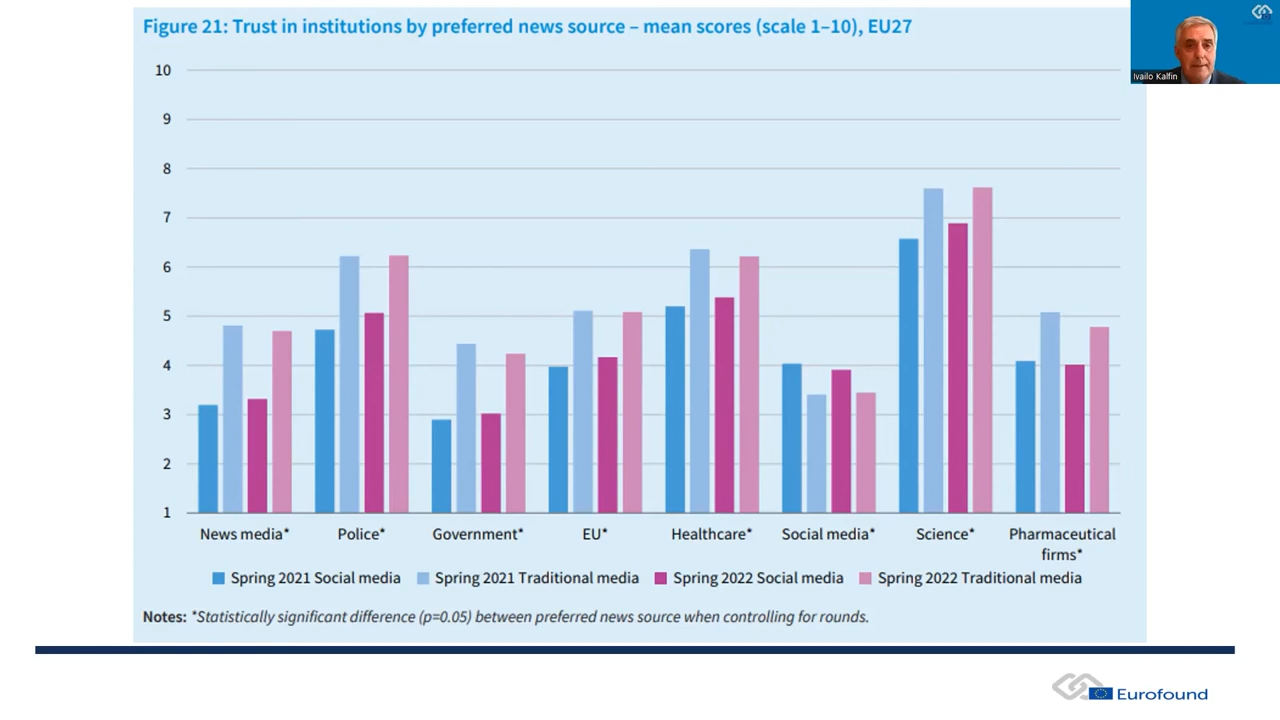 Figure 21: Trust in institutions by preferred news source – mean scores (scale 1–10), EU27
Ivailo Kalfin
10
9
8
7
6
5
4
3
2
1
News media* Police* Government* EU* Healthcare* Social media* Science* Pharmaceutical
firms*
Spring 2021 Social media Spring 2021 Traditional media Spring 2022 Social media Spring 2022 Traditional media
Notes: *Statistically significant difference (p=0.05) between preferred news source when controlling for rounds.
Eurofound